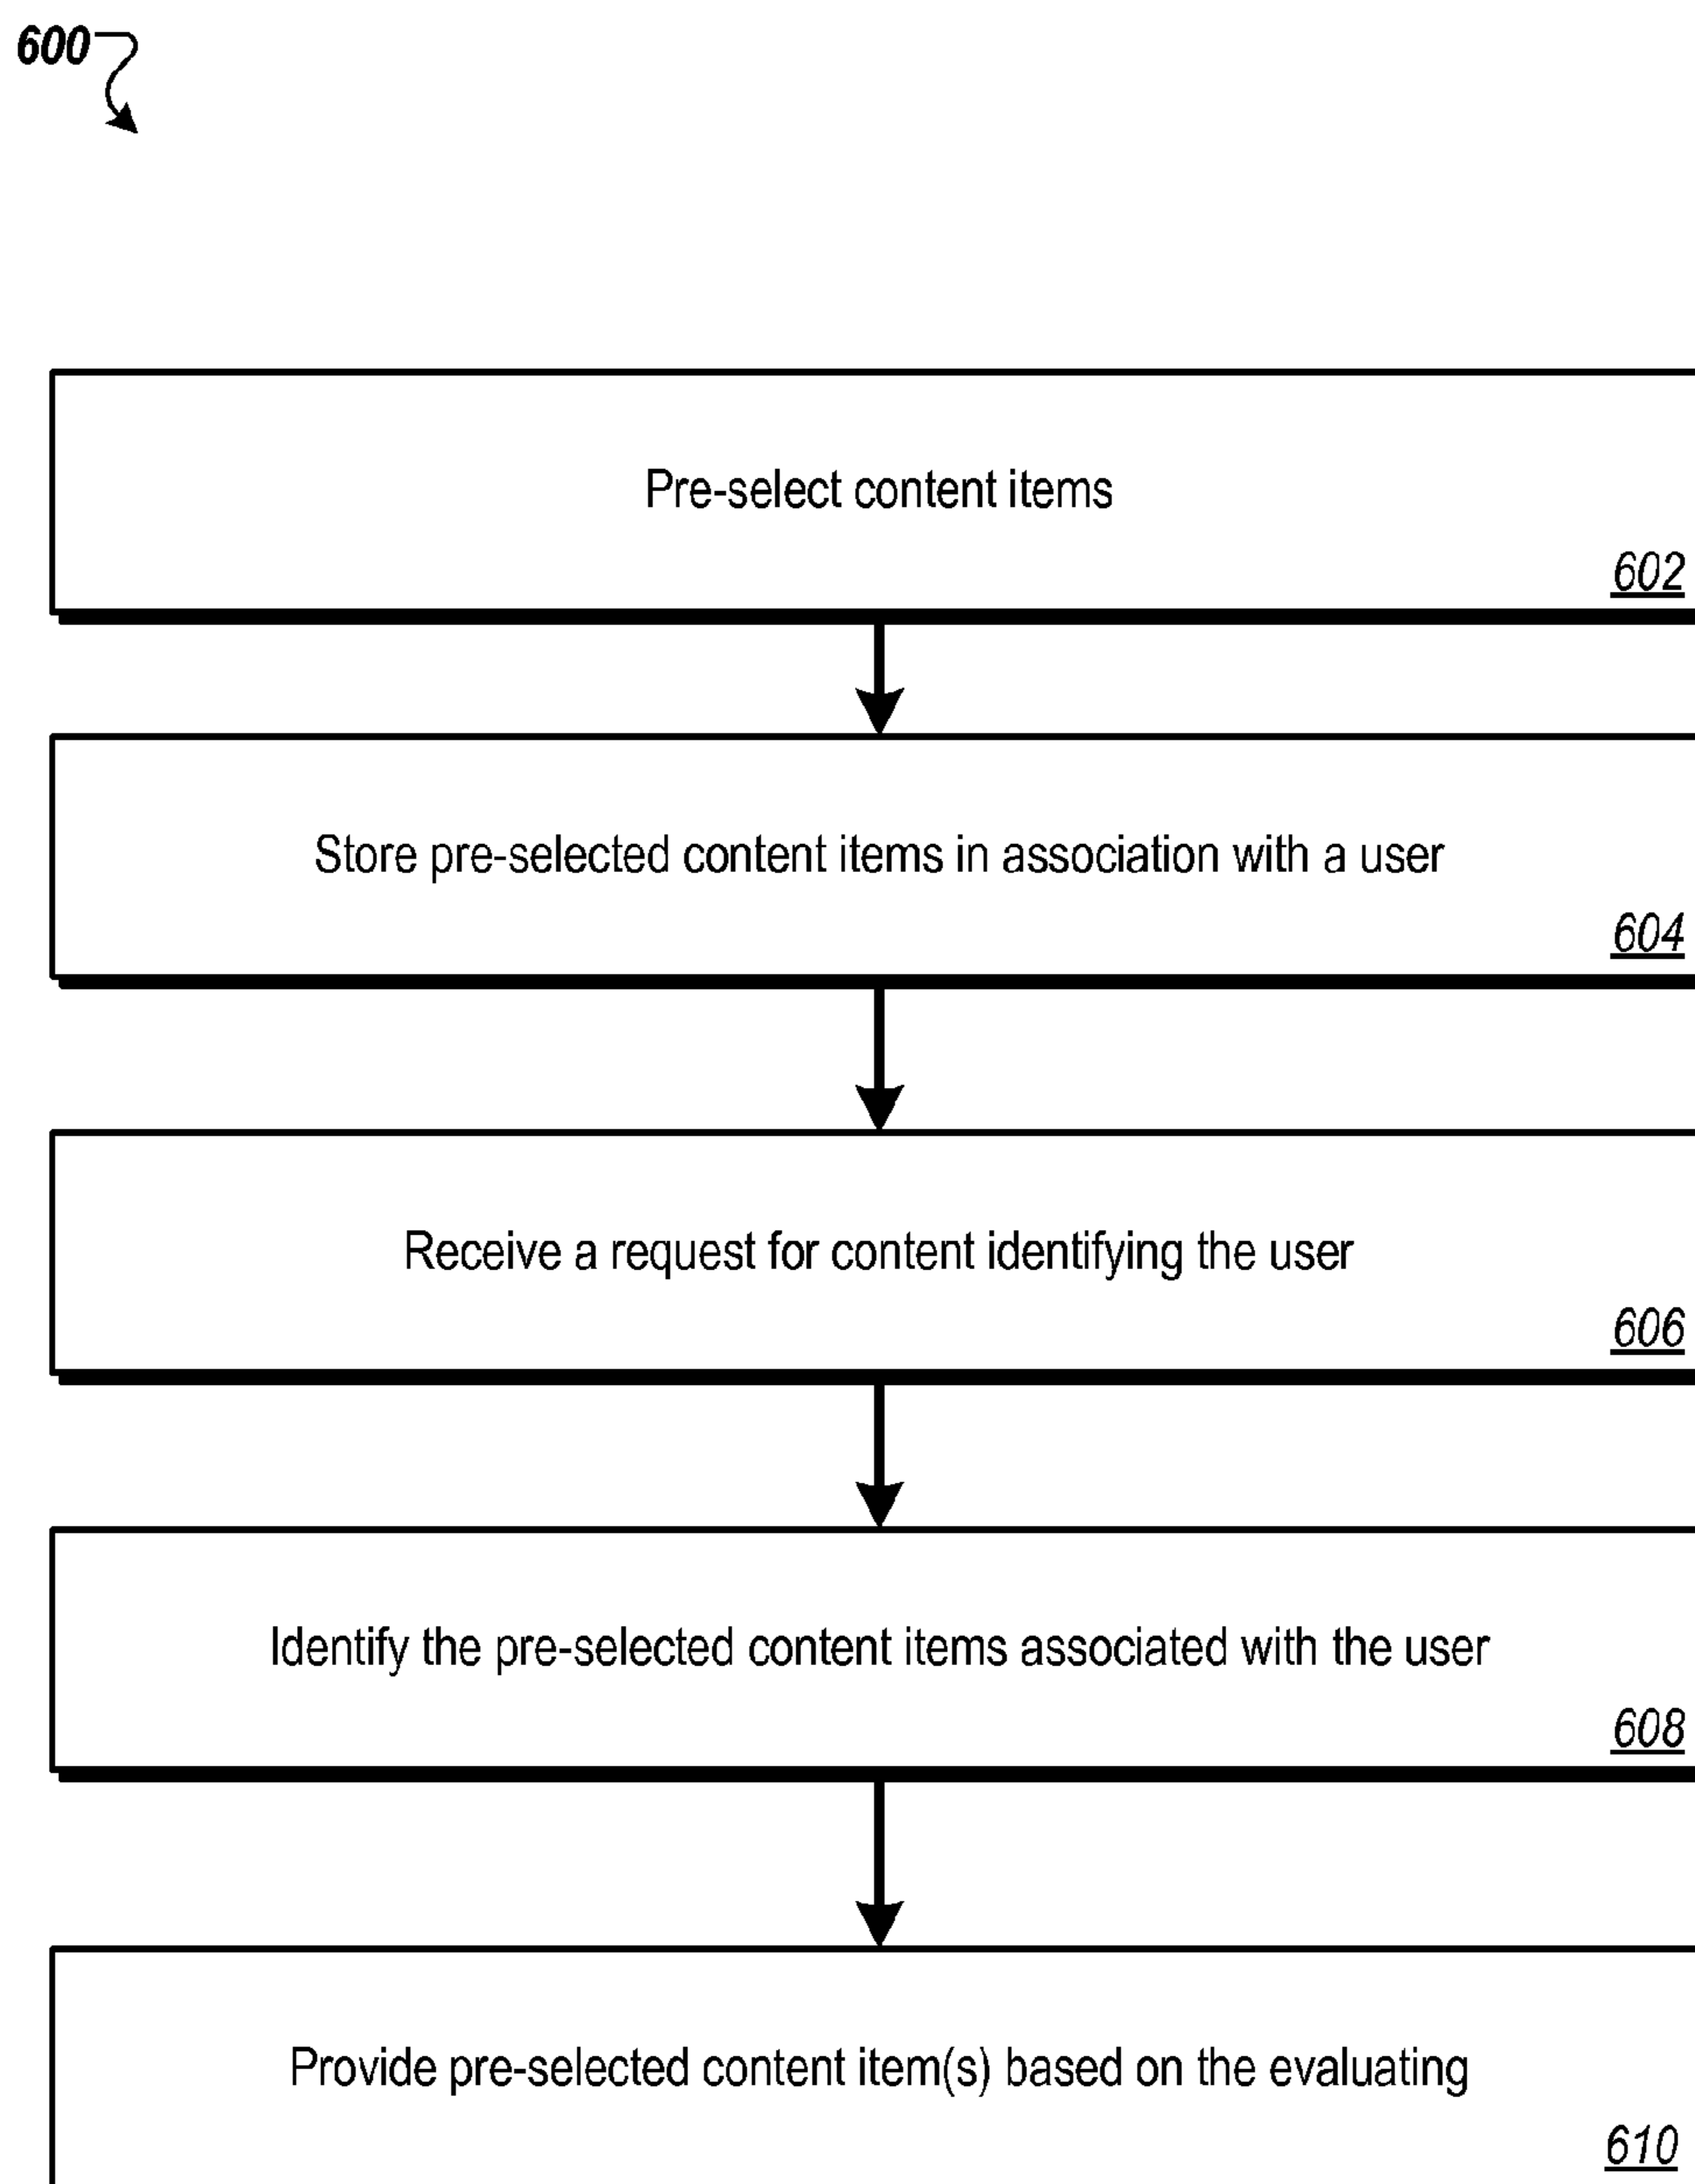 600
Pre-select content items
602
Store pre-selected content items in association with a user
604
Receive a request for content identifying the user
606
Identify the pre-selected content items associated with the user
608
Provide pre-selected content item(s) based on the evaluating
610